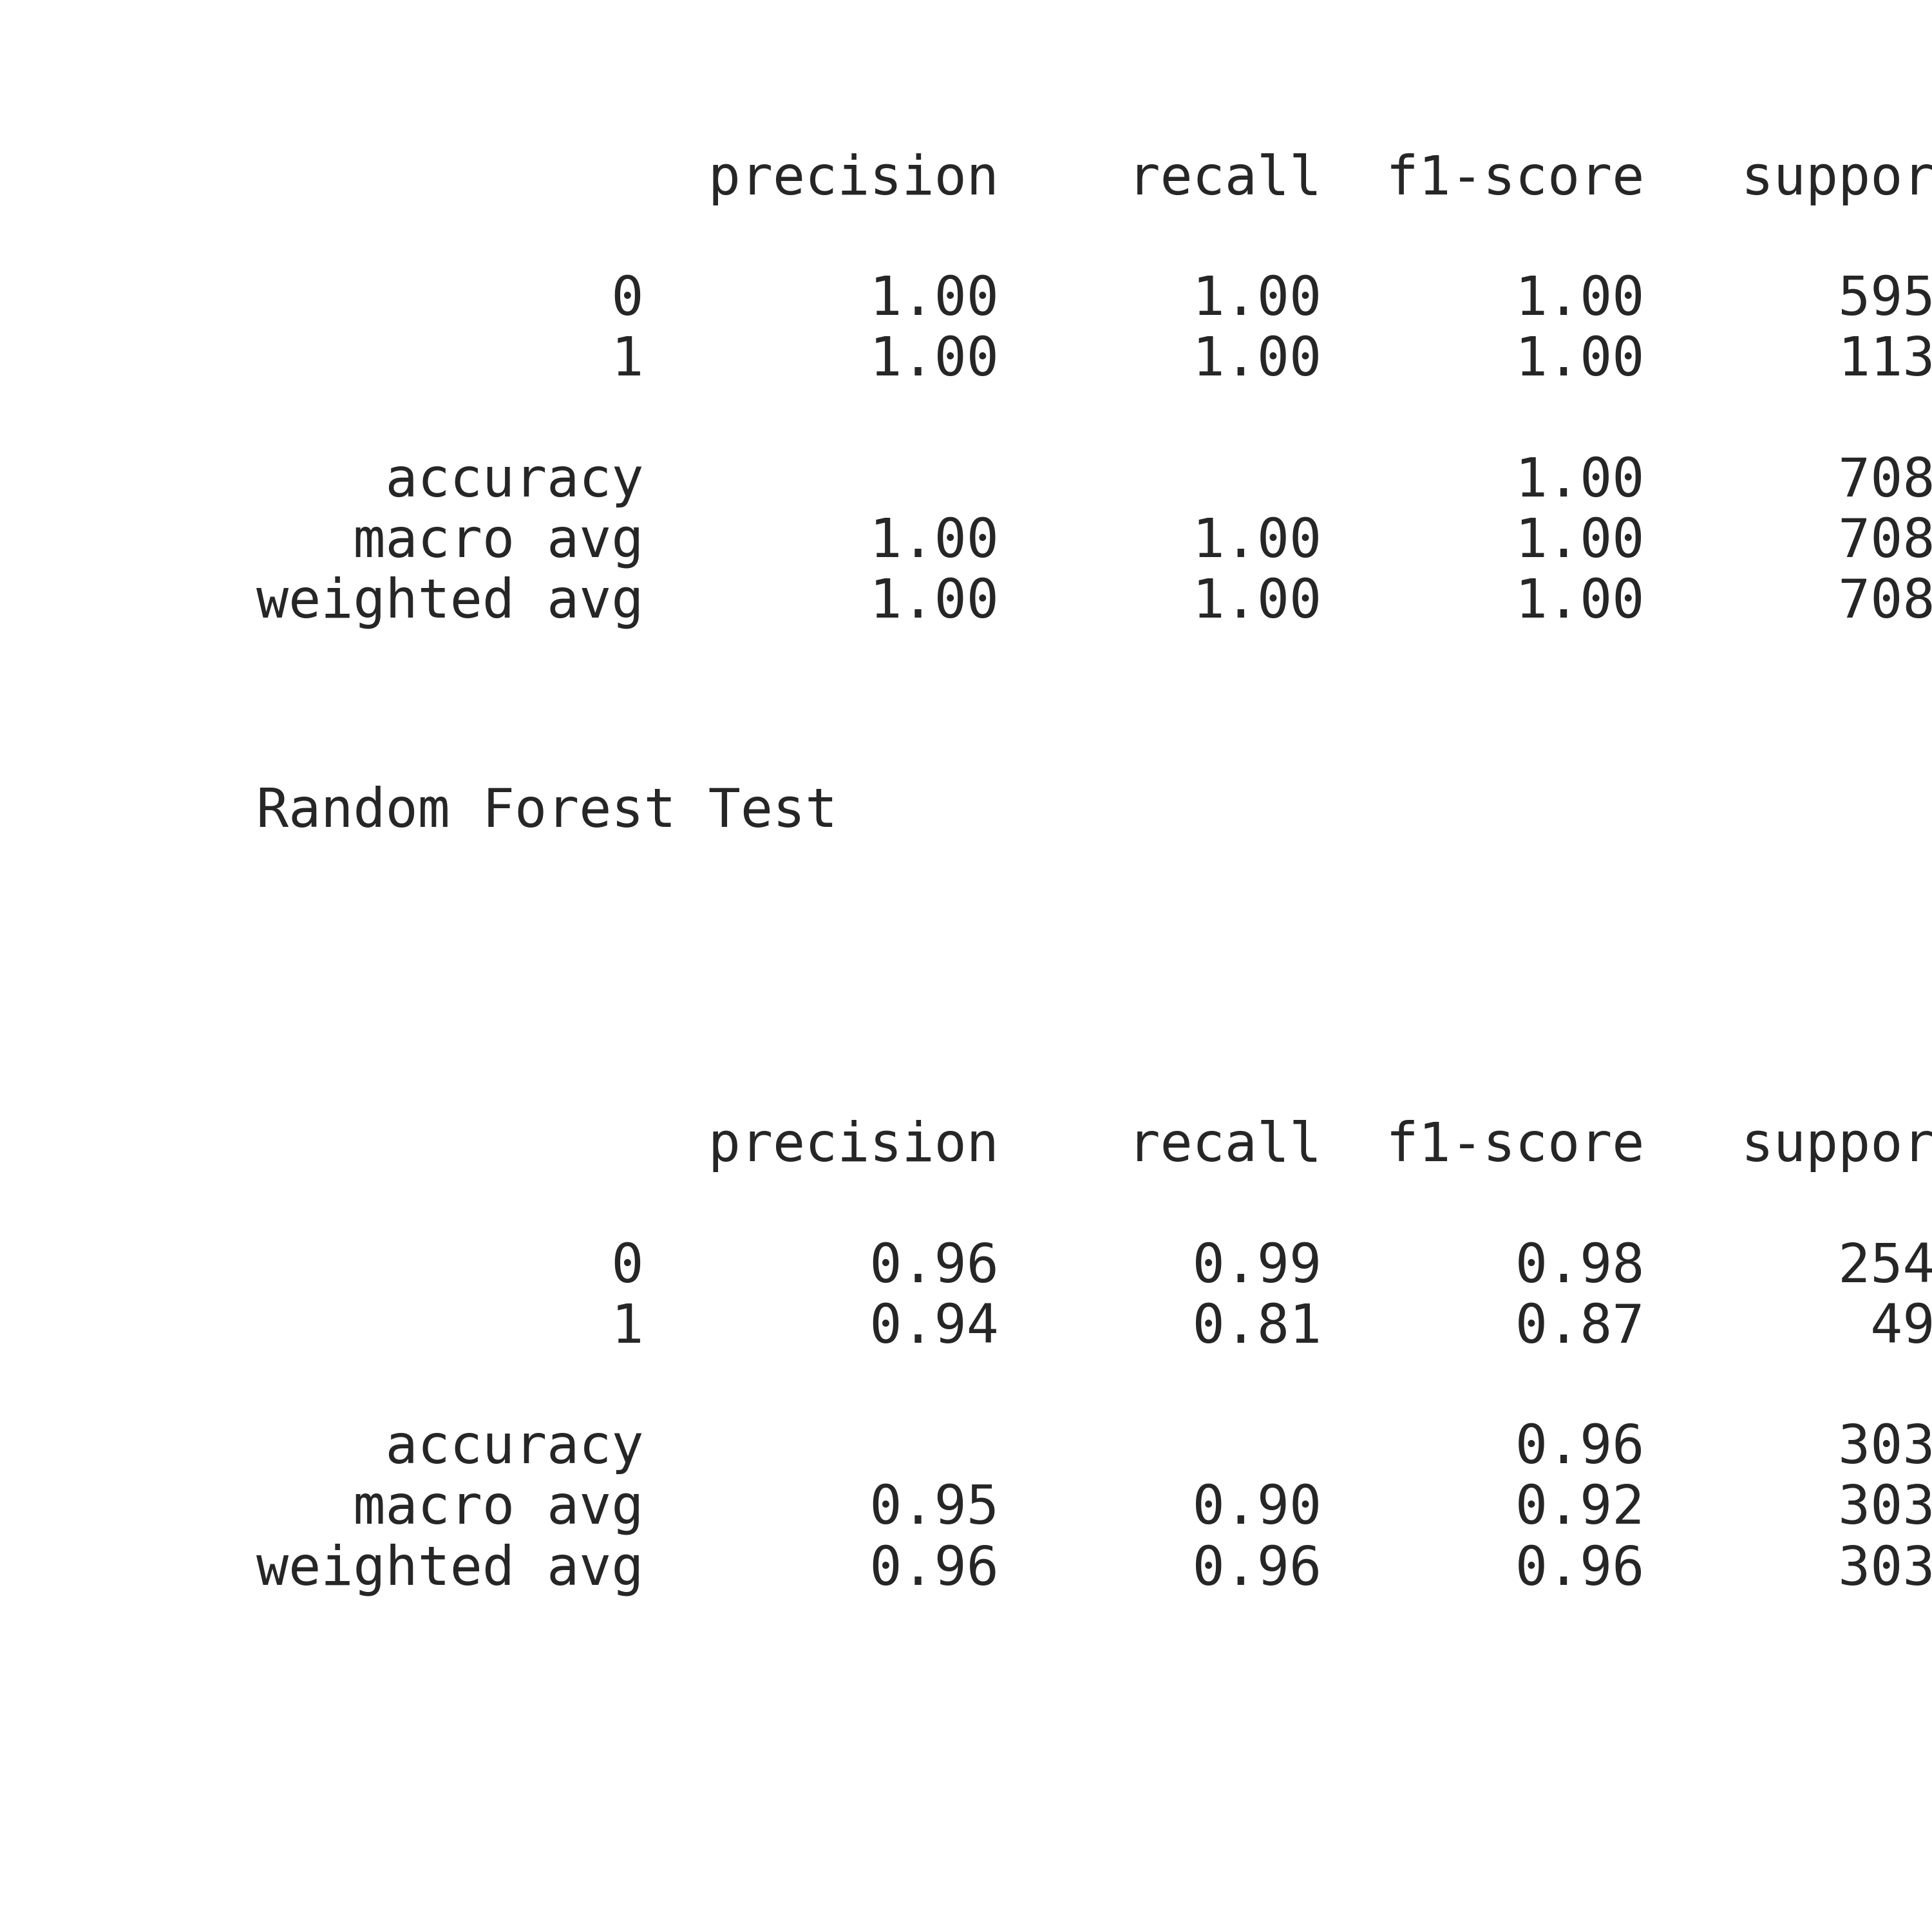 precision recall f1-score suppor
0 1.00 1.00 1.00 595
1 1.00 1.00 1.00 113
accuracy 1.00 708
macro avg 1.00 1.00 1.00 708
weighted avg 1.00 1.00 1.00 708
Random Forest Test
precision recall f1-score suppor
0 0.96 0.99 0.98 254
1 0.94 0.81 0.87 49
accuracy 0.96 303
macro avg 0.95 0.90 0.92 303
weighted avg 0.96 0.96 0.96 303